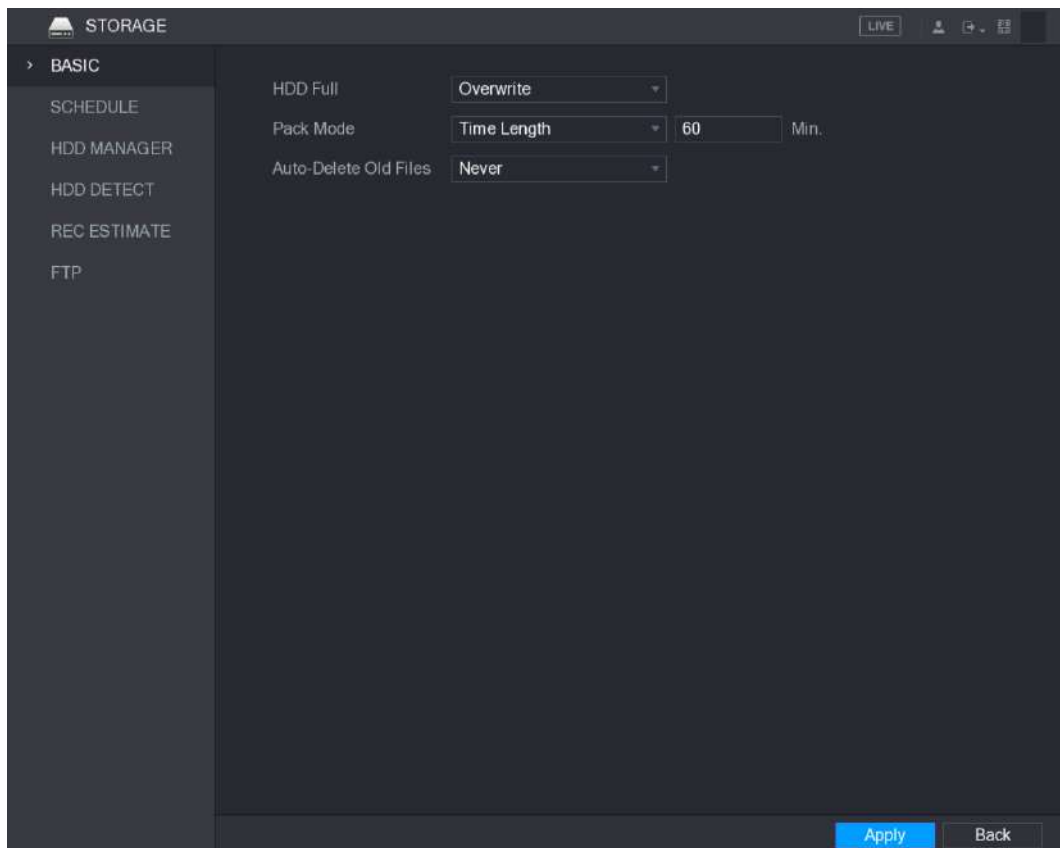 STORAGE
LIVE
BASIC
SCHEDULE
HDD MANAGER
HDD DETECT
REC ESTIMATE
FTP
HDD Full Overwrite
Pack Mode Time Length 60 Min.
Auto-Delete Old Files Never
Apply Back